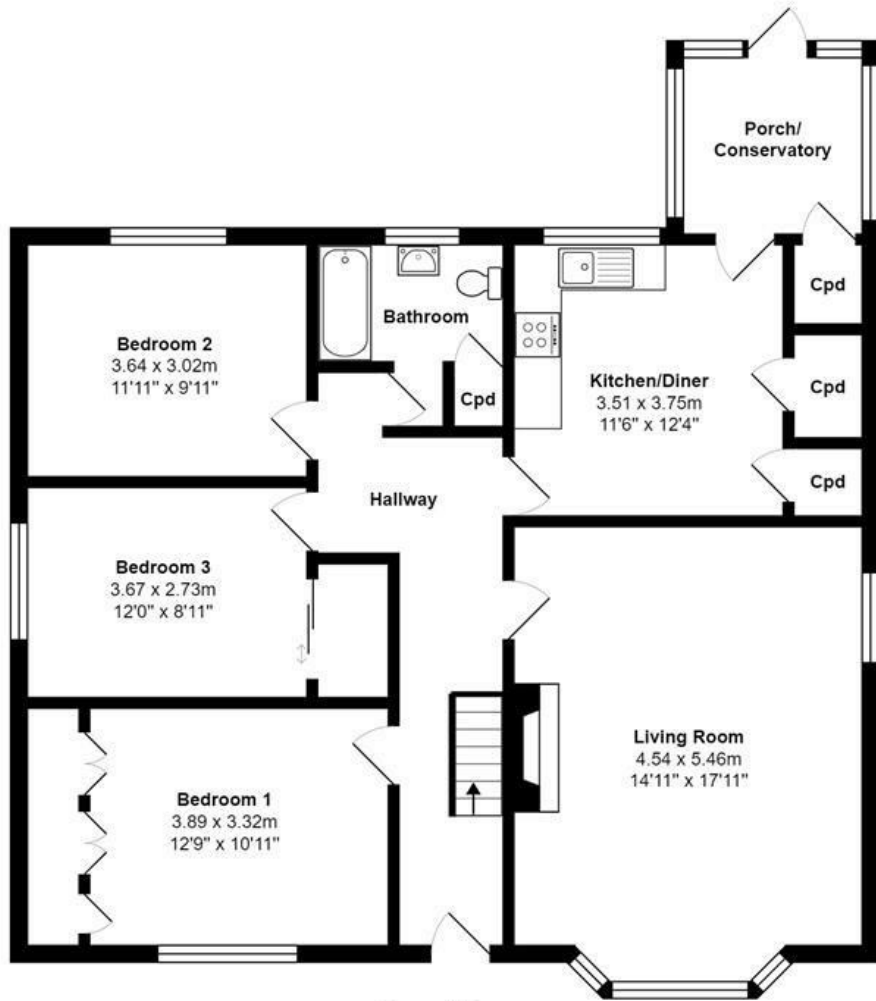 Porch/
Conservatory
Cpd
Bedroom 2
3.64 x 3.02m
11'11" x 9'11"
Bathroom
Cpd
Kitchen/Diner
3.51 x 3.75m
11'6" x 12'4"
Cpd
Cpd
Hallway
Bedroom 3
3.67 x 2.73m
12'0" x 8'11"
Living Room
4.54 x 5.46m
14'11" x 17'11"
Bedroom 1
3.89 x 3.32m
12'9" x 10'11"